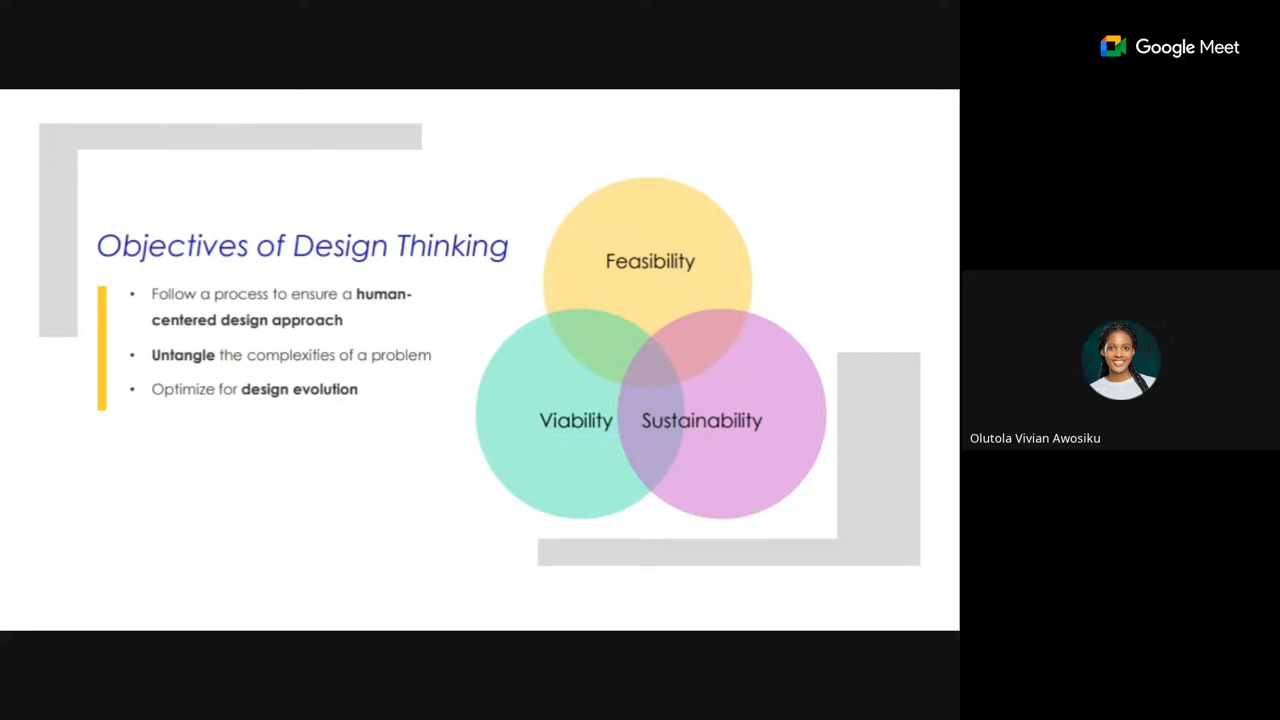 Google Meet
Objectives of Design Thinking
• Follow a process to ensure a human-
centered design approach
• Untangle the complexities of a problem
• Optimize for design evolution
Feasibility
Viability
Sustainability
Olutola Vivian Awosiku